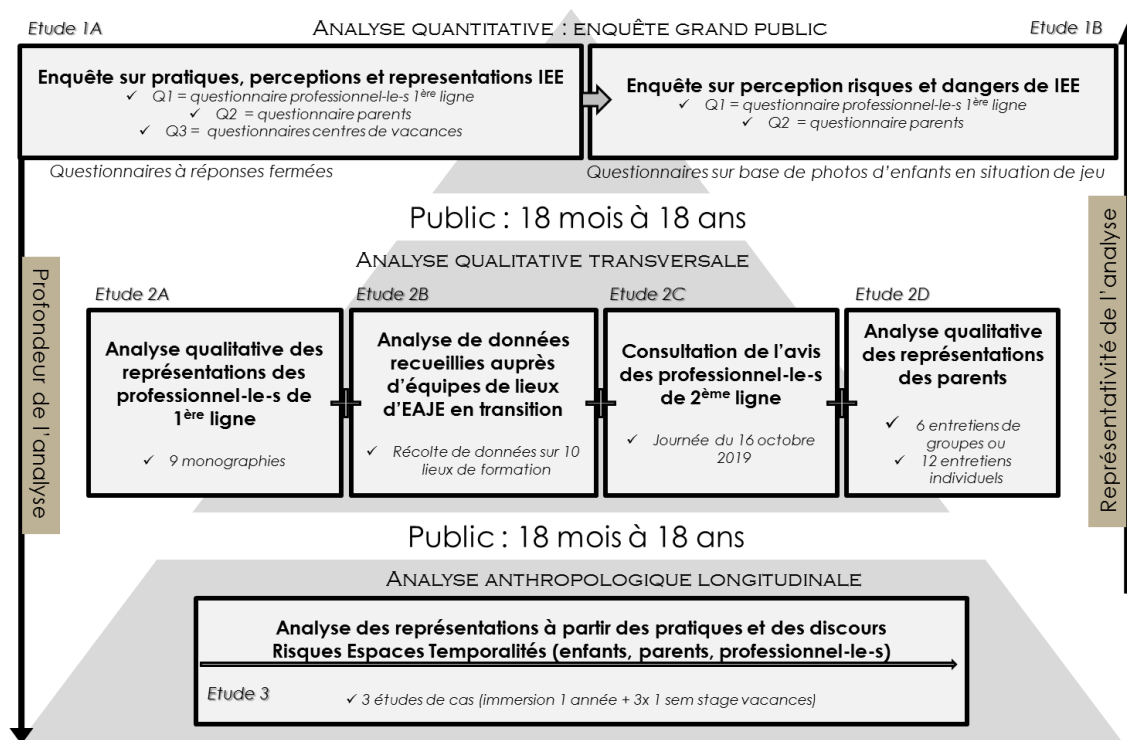 Etude 1A
ANALYSE QUANTITATIVE : ENQUÊTE GRAND PUBLIC
Etude 1B
Enquête sur pratiques, perceptions et representations IEE
✓ Q1 = questionnaire professionnel-le-s 1ère ligne
✓ Q2 = questionnaire parents
✓ Q3 = questionnaires centres de vacances
Enquête sur perception risques et dangers de IEE
✓ Q1 = questionnaire professionnel-le-s 1ère ligne
✓ Q2 = questionnaire parents
Questionnaires à réponses fermées
Questionnaires sur base de photos d'enfants en situation de jeu
Public : 18 mois à 18 ans
Profondeur de l'analyse
Représentativité de l'analyse
ANALYSE QUALITATIVE TRANSVERSALE
Etude 2A
Analyse qualitative des
représentations des
professionnel-le-s de
1ère ligne
✓ 9 monographies
Etude 2B
Analyse de données
recueillies auprès
d'équipes de lieux
d'EAJE en transition
✓ Récolte de données sur 10
lieux de formation
Etude 2C
Consultation de l'avis
des professionnel-le-s
de 2ème ligne
✓ Journée du 16 octobre
2019
Etude 2D
Analyse qualitative
des représentations
des parents
✓ 6 entretiens de
groupes ou
✓ 12 entretiens
individuels
Public : 18 mois à 18 ans
ANALYSE ANTHROPOLOGIQUE LONGITUDINALE
Analyse des représentations à partir des pratiques et des discours
Risques Espaces Temporalités (enfants, parents, professionnel-le-s)
Etude 3
✓ 3 études de cas (immersion 1 année + 3x 1 sem stage vacances)